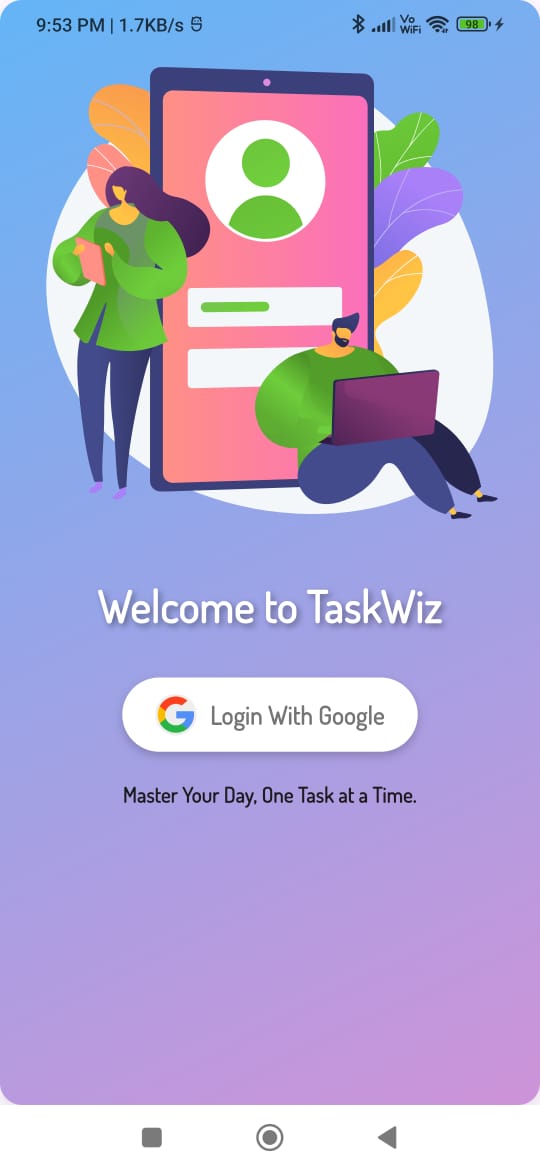 9:53 PM | 1.7KB/s
Vo
WiFi
98
Welcome to TaskWiz
Login With Google
Master Your Day, One Task at a Time.